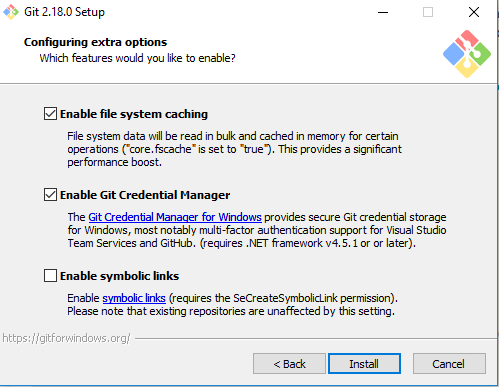 Git 2.18.0 Setup
Configuring extra options
Which features would you like to enable?
Enable file system caching
File system data will be read in bulk and cached in memory for certain
operations ("core.fscache" is set to "true"). This provides a significant
performance boost.
Enable Git Credential Manager
The Git Credential Manager for Windows provides secure Git credential storage
for Windows, most notably multi-factor authentication support for Visual Studio
Team Services and GitHub. (requires .NET framework v4.5.1 or or later).
Enable symbolic links
Enable symbolic links (requires the SeCreateSymbolicLink permission).
Please note that existing repositories are unaffected by this setting.
https://gitforwindows.org/
< Back
Install
Cancel